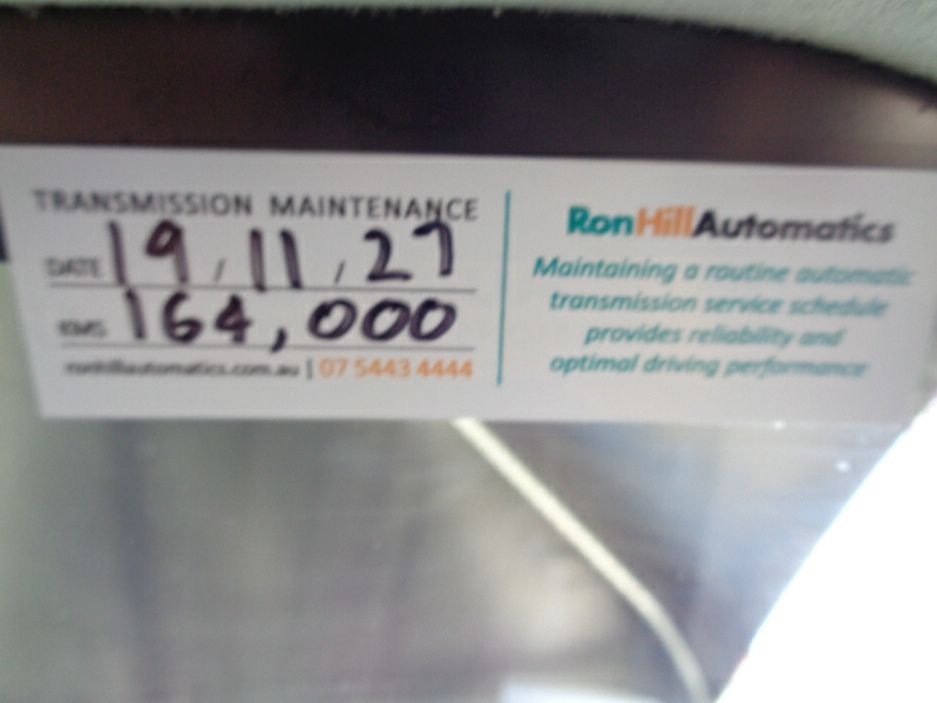 TRANSMISSION MAINTENANCE
DATE 19 / 11 / 27
KMS 164,000
ronhillautomatics.com.au | 07 5443 4444
RonHillAutomatics
Maintaining a routine automatic
transmission service schedule
provides reliability and
optimal driving performance